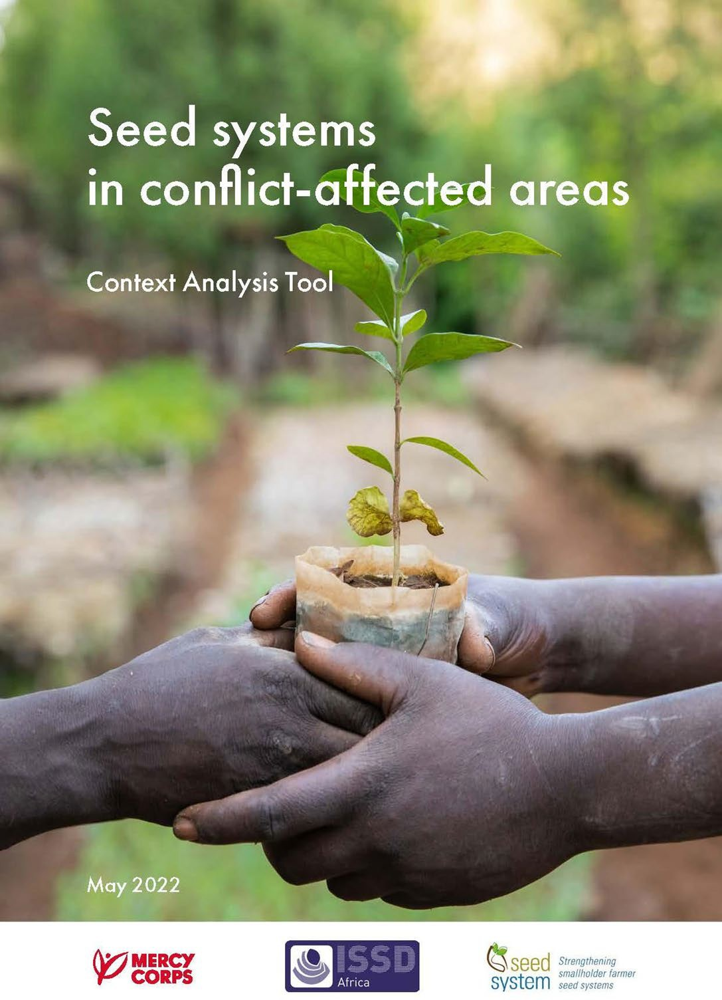 Seed systems
in conflict-affected areas
Context Analysis Tool
May 2022
MERCY
CORPS
ISSD
Africa
seed
system
Strengthening
smallholder farmer
seed systems